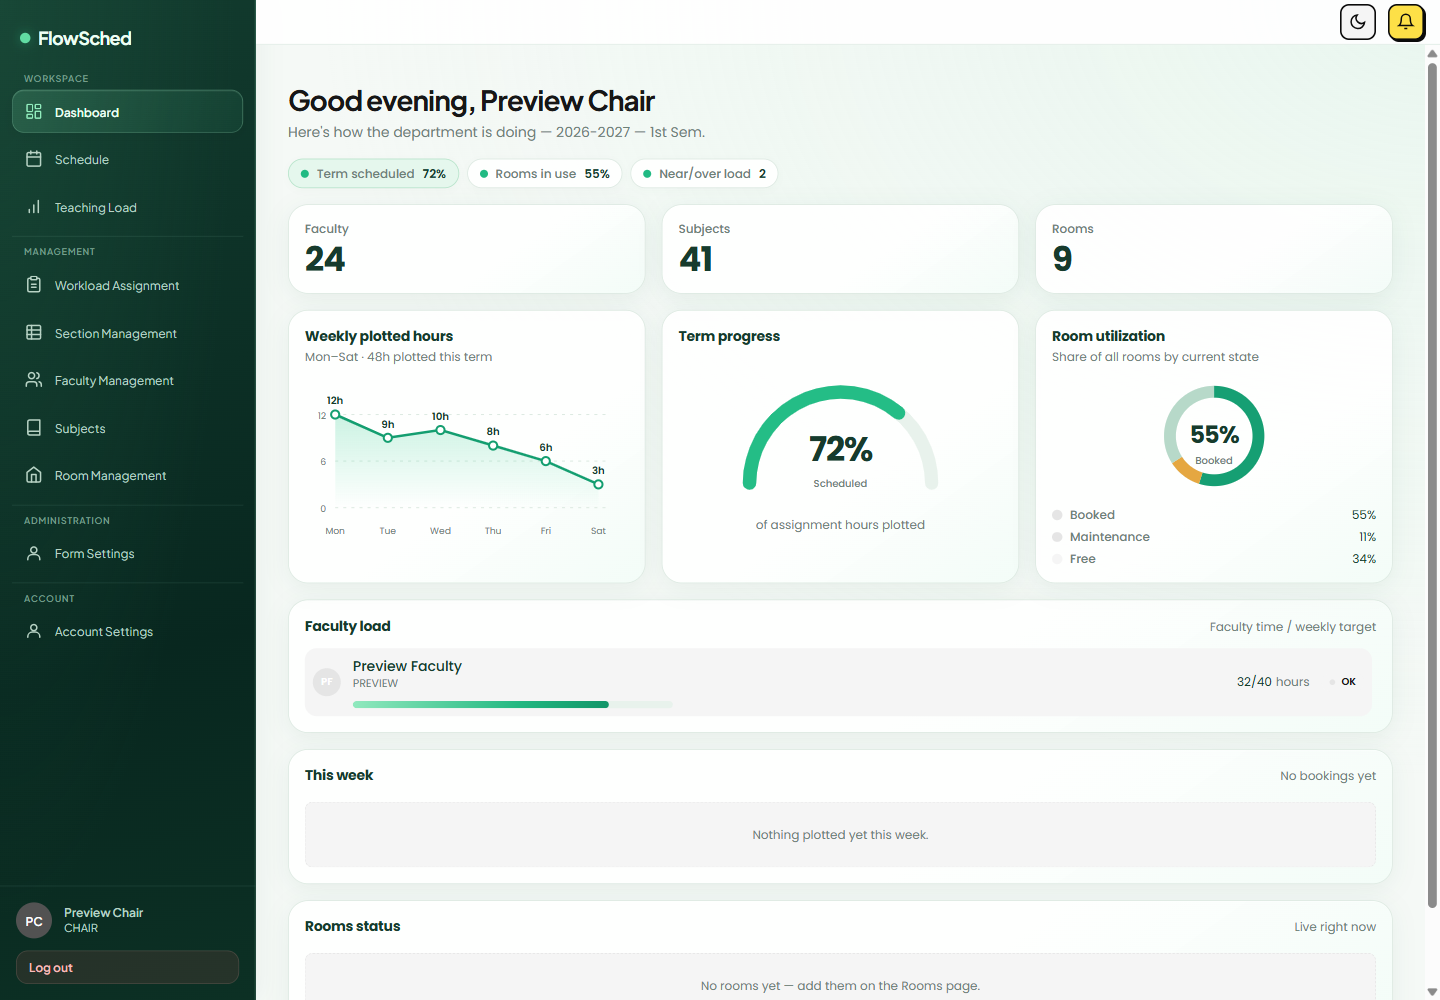 FlowSched
WORKSPACE
Dashboard
Schedule
Teaching Load
MANAGEMENT
Workload Assignment
Section Management
Faculty Management
Subjects
Room Management
ADMINISTRATION
Form Settings
ACCOUNT
Account Settings
PC
Preview Chair
CHAIR
Log out
Good evening, Preview Chair
Here's how the department is doing — 2026-2027 — 1st Sem.
Term scheduled 72%
Rooms in use 55%
Near/over load 2
Faculty
24
Subjects
41
Rooms
9
Weekly plotted hours
Mon–Sat · 48h plotted this term
12h
9h
10h
8h
6h
3h
12
6
0
Mon Tue Wed Thu Fri Sat
Term progress
72%
Scheduled
of assignment hours plotted
Room utilization
Share of all rooms by current state
55%
Booked
Booked 55%
Maintenance 11%
Free 34%
Faculty load
Faculty time / weekly target
PF
Preview Faculty
PREVIEW
32/40 hours
OK
This week
No bookings yet
Nothing plotted yet this week.
Rooms status
Live right now
No rooms yet — add them on the Rooms page.